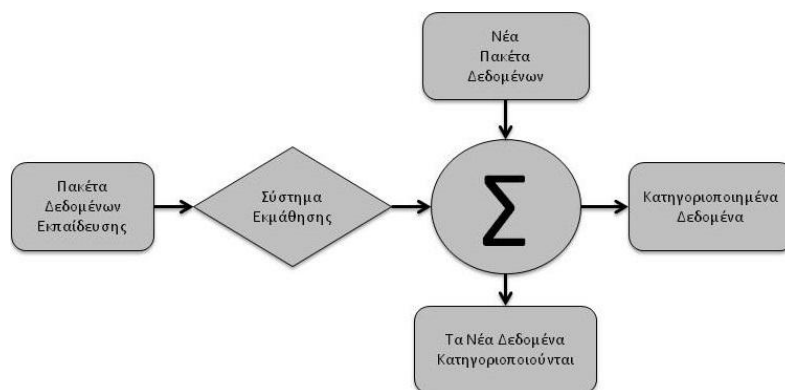 Νέα
Πακέτα
Δεδομένων
Πακέτα
Δεδομένων
Εκπαίδευσης
Σύστημα
Εκμάθησης
Σ
Κατηγοριοποιημένα
Δεδομένα
Τα Νέα Δεδομένα
Κατηγοριοποιούνται